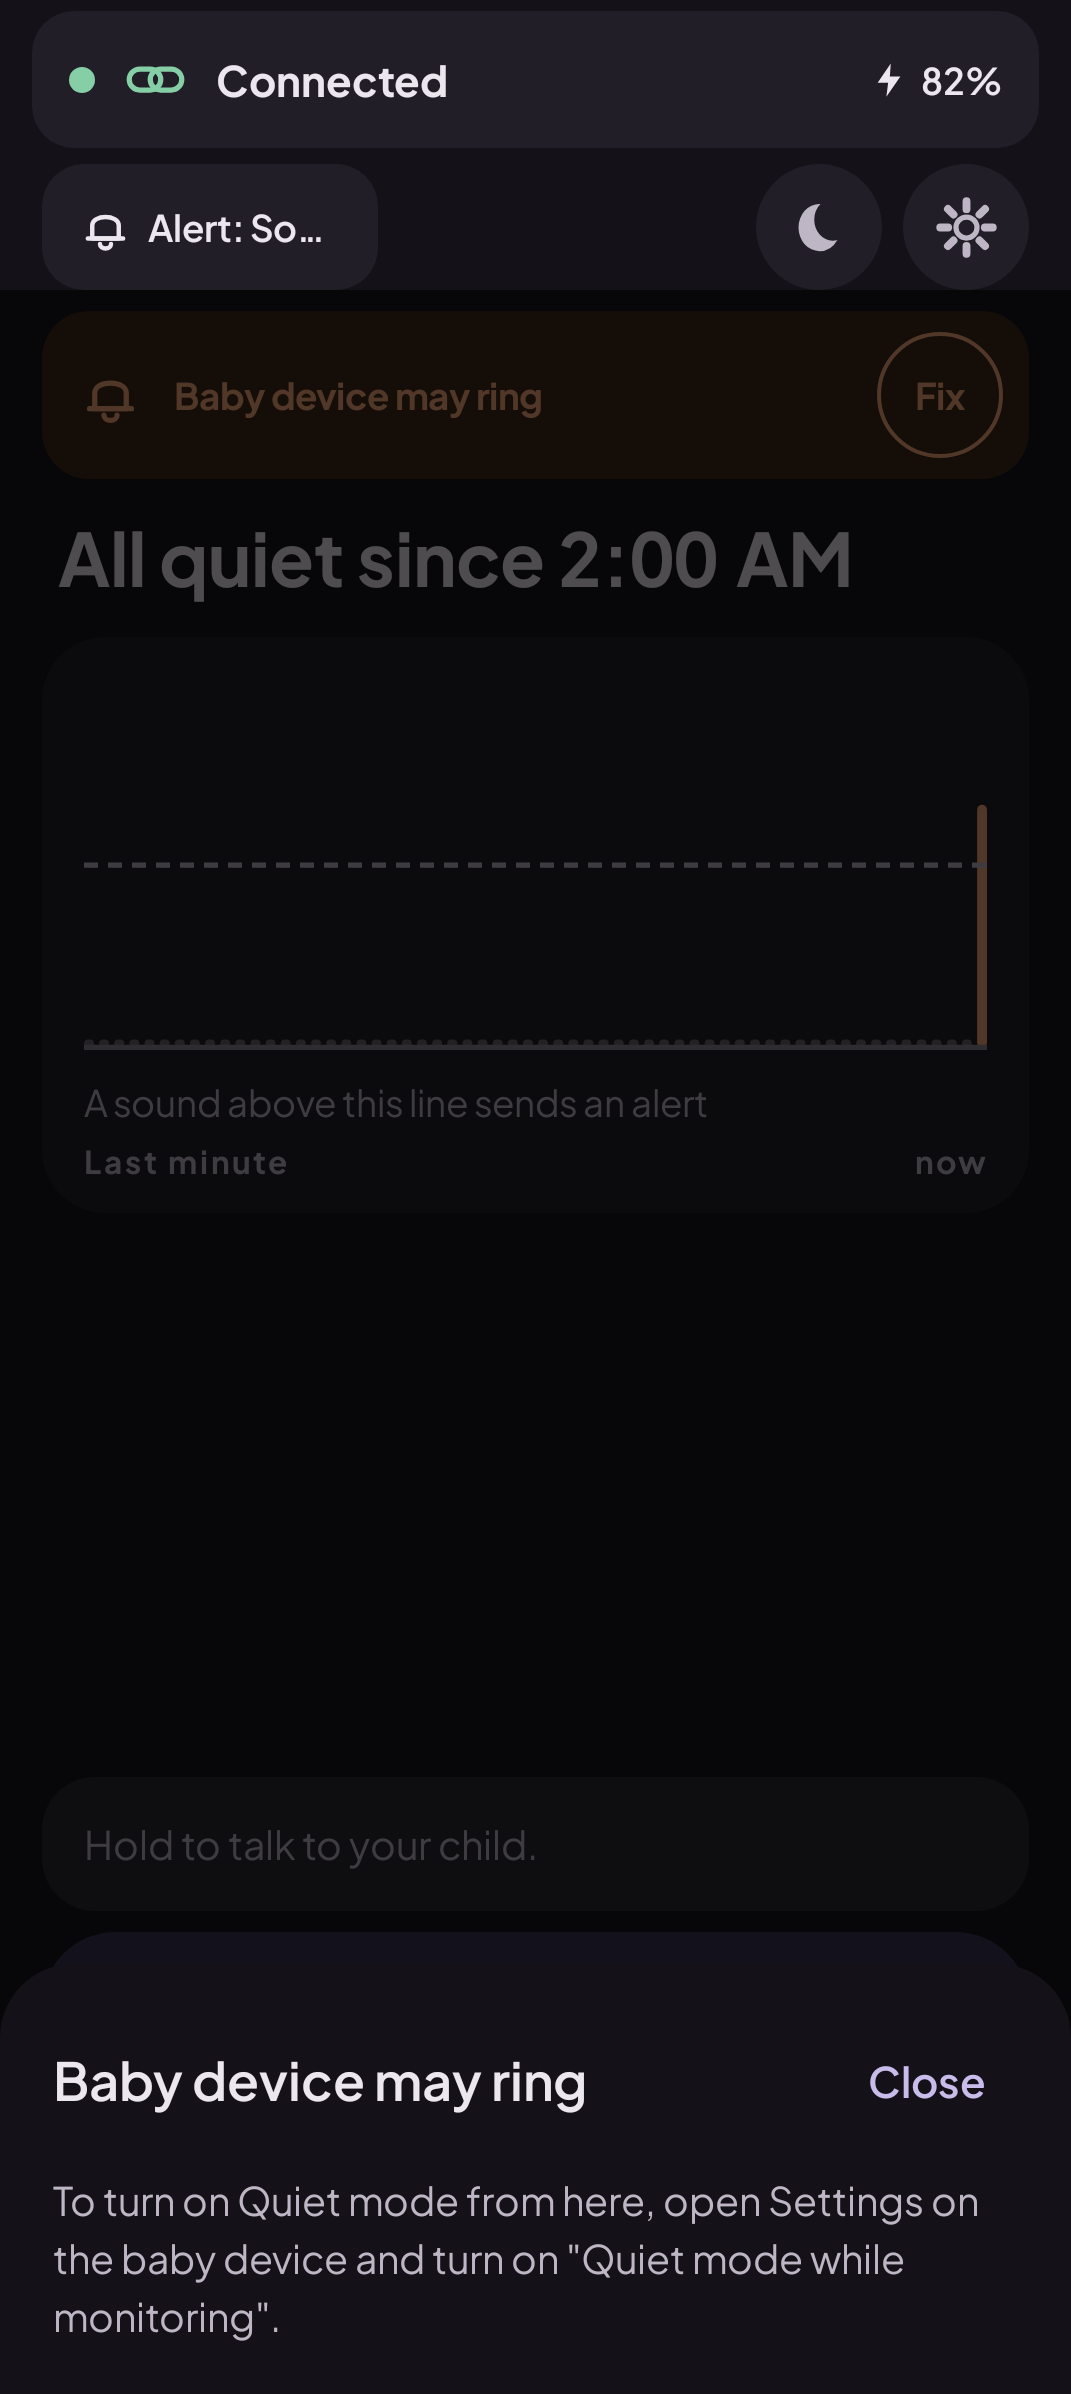 Connected
82%
Alert: So...
Baby device may ring
Fix
All quiet since 2:00 AM
A sound above this line sends an alert
Last minute
now
Hold to talk to your child.
Baby device may ring
Close
To turn on Quiet mode from here, open Settings on
the baby device and turn on "Quiet mode while
monitoring".